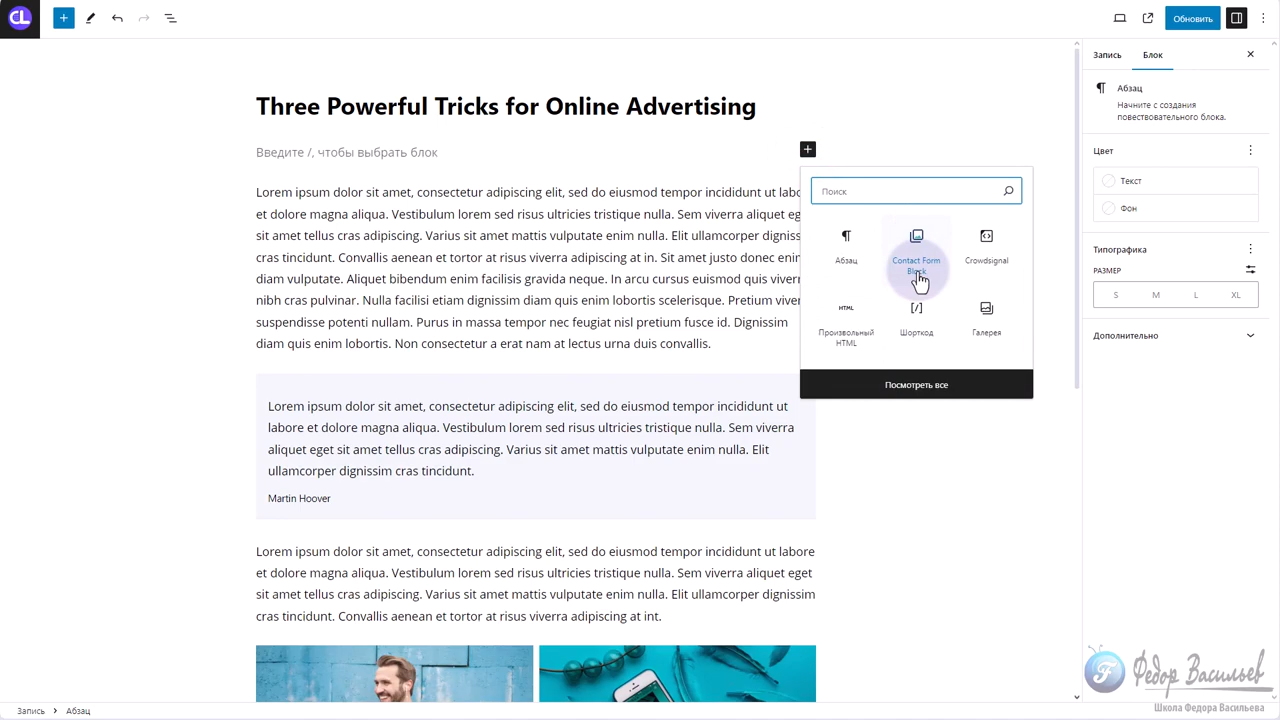 CL
Обновить
Three Powerful Tricks for Online Advertising
Введите /, чтобы выбрать блок
Lorem ipsum dolor sit amet, consectetur adipiscing elit, sed do eiusmod tempor incididunt ut labo
et dolore magna aliqua. Vestibulum lorem sed risus ultricies tristique nulla. Sem viverra aliquet eg
sit amet tellus cras adipiscing. Varius sit amet mattis vulputate enim nulla. Elit ullamcorper dignissim
cras tincidunt. Convallis aenean et tortor at risus viverra adipiscing at in. Sit amet justo donec enim
diam vulputate. Aliquet bibendum enim facilisis gravida neque. In arcu cursus euismod quis viverra
nibh cras pulvinar. Nulla facilisi etiam dignissim diam quis enim lobortis scelerisque. Pretium viver
suspendisse potenti nullam. Purus in massa tempor nec feugiat nisl pretium fusce id. Dignissim
diam quis enim lobortis. Non consectetur a erat nam at lectus urna duis convallis.
Поиск
Абзац
Contact Form
Block
Crowdsignal
HTML
[/]
Произвольный
HTML
Шорткод
Галерея
Посмотреть все
Lorem ipsum dolor sit amet, consectetur adipiscing elit, sed do eiusmod tempor incididunt ut
labore et dolore magna aliqua. Vestibulum lorem sed risus ultricies tristique nulla. Sem viverra
aliquet eget sit amet tellus cras adipiscing. Varius sit amet mattis vulputate enim nulla. Elit
ullamcorper dignissim cras tincidunt.
Martin Hoover
Lorem ipsum dolor sit amet, consectetur adipiscing elit, sed do eiusmod tempor incididunt ut labore
et dolore magna aliqua. Vestibulum lorem sed risus ultricies tristique nulla. Sem viverra aliquet eget
sit amet tellus cras adipiscing. Varius sit amet mattis vulputate enim nulla. Elit ullamcorper dignissim
cras tincidunt. Convallis aenean et tortor at risus viverra adipiscing at int.
Запись
Блок
Абзац
Начните с создания
повествовательного блока.
Цвет
Текст
Фон
Типографика
РАЗМЕР
S M L XL
Дополнительно
Федор Васильев
Школа Федора Васильева
Запись > Абзац